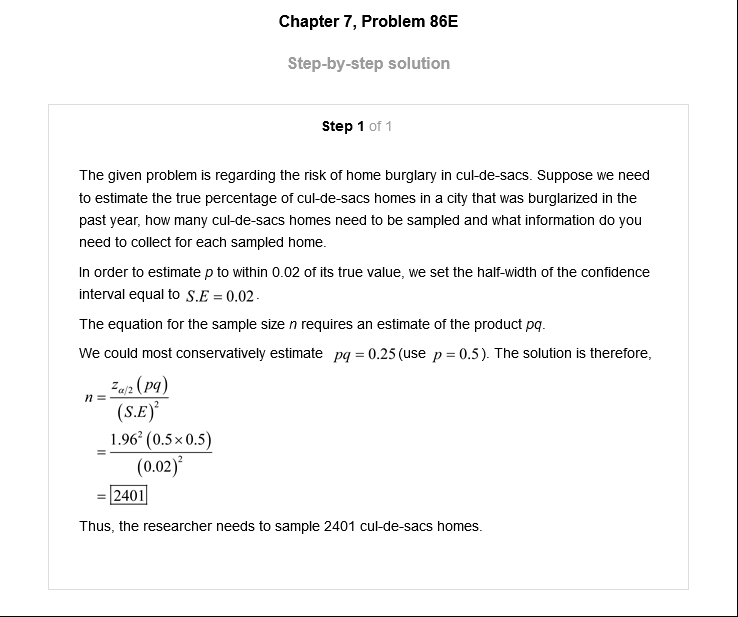 Chapter 7, Problem 86E
Step-by-step solution
Step 1 of 1
The given problem is regarding the risk of home burglary in cul-de-sacs. Suppose we need
to estimate the true percentage of cul-de-sacs homes in a city that was burglarized in the
past year, how many cul-de-sacs homes need to be sampled and what information do you
need to collect for each sampled home.
In order to estimate p to within 0.02 of its true value, we set the half-width of the confidence
interval equal to S.E = 0.02.
The equation for the sample size n requires an estimate of the product pq.
We could most conservatively estimate pq = 0.25 (use p = 0.5). The solution is therefore,
n = z_{α/2} (pq) / (S.E)²
= 1.96² (0.5 × 0.5) / (0.02)²
= 2401
Thus, the researcher needs to sample 2401 cul-de-sacs homes.